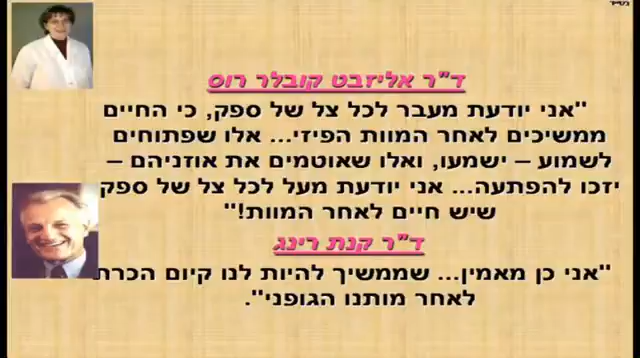 ד"ר אליזבט קובלר רוס
"אני יודעת מעבר לכל צל של ספק, כי החיים
ממשיכים לאחר המוות הפיזי... אלו שפתוחים
לשמוע – ישמעו, ואלו שאוטמים את אוזניהם –
יזכו להפתעה... אני יודעת מעל לכל צל של ספק
שיש חיים לאחר המוות!"
ד"ר קנת רינג
"אני כן מאמין... שממשיך להיות לנו קיום הכרתי
לאחר מותנו הגופני".